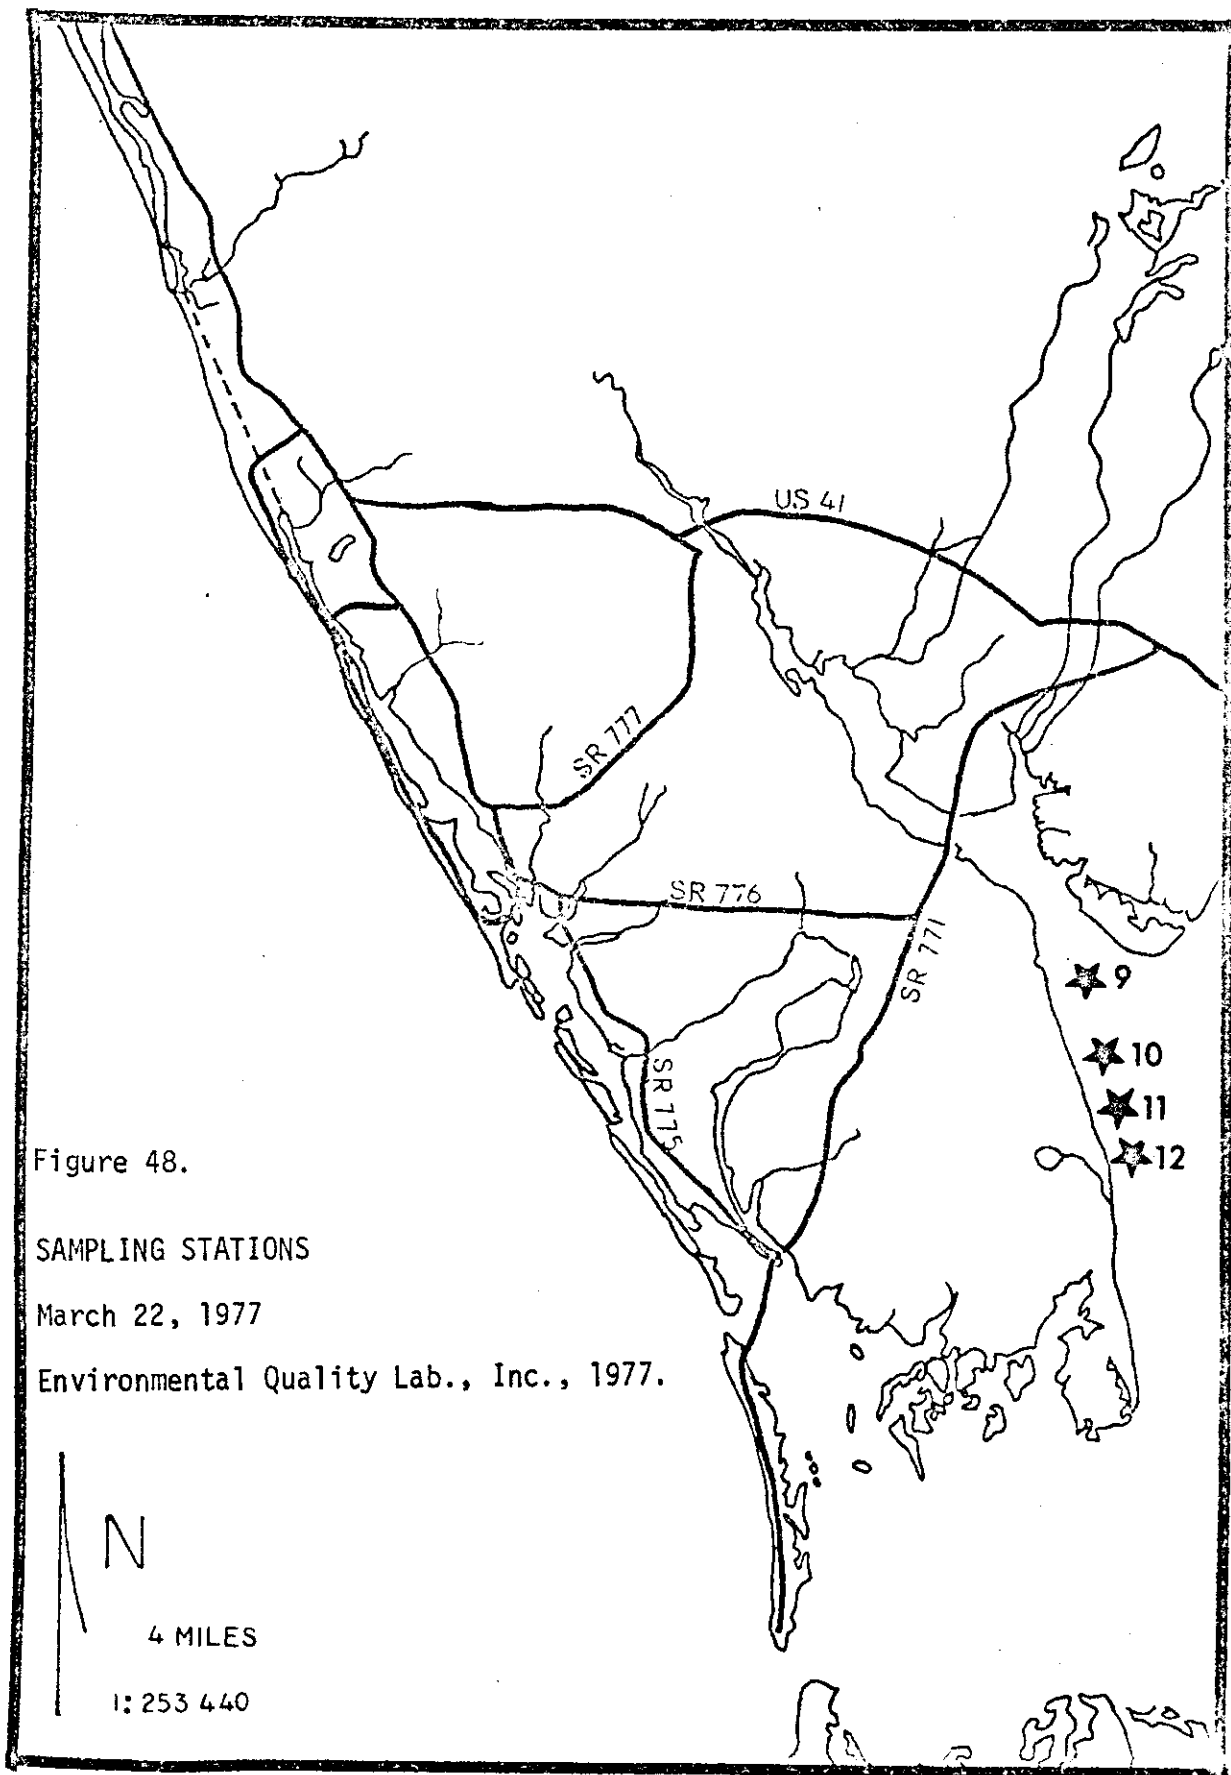 US 41
SR 777
SR 776
SR 771
9
10
SR 775
11
12
Figure 48.
SAMPLING STATIONS
March 22, 1977
Environmental Quality Lab., Inc., 1977.
N
4 MILES
1:253 440